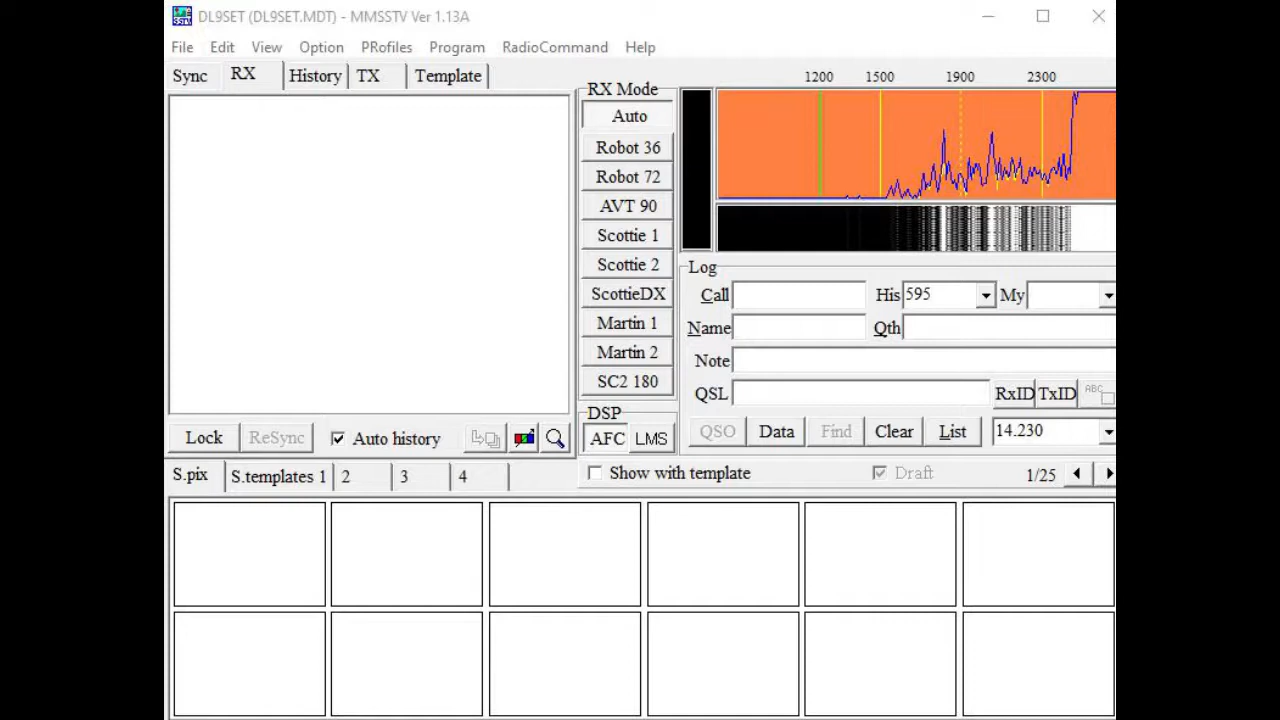 DL9SET (DL9SET.MDT) - MMSSTV Ver 1.13A
File Edit View Option PRofiles Program RadioCommand Help
Sync RX History TX Template
RX Mode
Auto
Robot 36
Robot 72
AVT 90
Scottie 1
Scottie 2
ScottieDX
Martin 1
Martin 2
SC2 180
DSP
AFC LMS
1200 1500 1900 2300
Log
Call His 595 My
Name Qth
Note
QSL RxID TxID ABC
QSO Data Find Clear List 14.230
Lock ReSync Auto history
S.pix S.templates 1 2 3 4
Show with template Draft 1/25